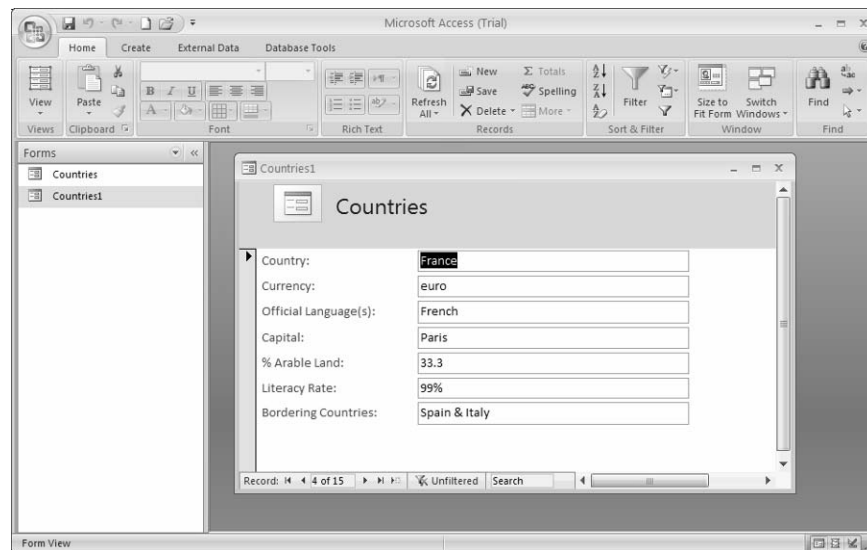 Microsoft Access (Trial)
Home Create External Data Database Tools
View Paste B I U A Refresh All New Save Delete Totals Spelling More Filter Size to Fit Form Switch Windows Find
Views Clipboard Font Rich Text Records Sort & Filter Window Find
Forms
Countries
Countries1
Countries1
Countries
Country: France
Currency: euro
Official Language(s): French
Capital: Paris
% Arable Land: 33.3
Literacy Rate: 99%
Bordering Countries: Spain & Italy
Record: 4 of 15 Unfiltered Search
Form View